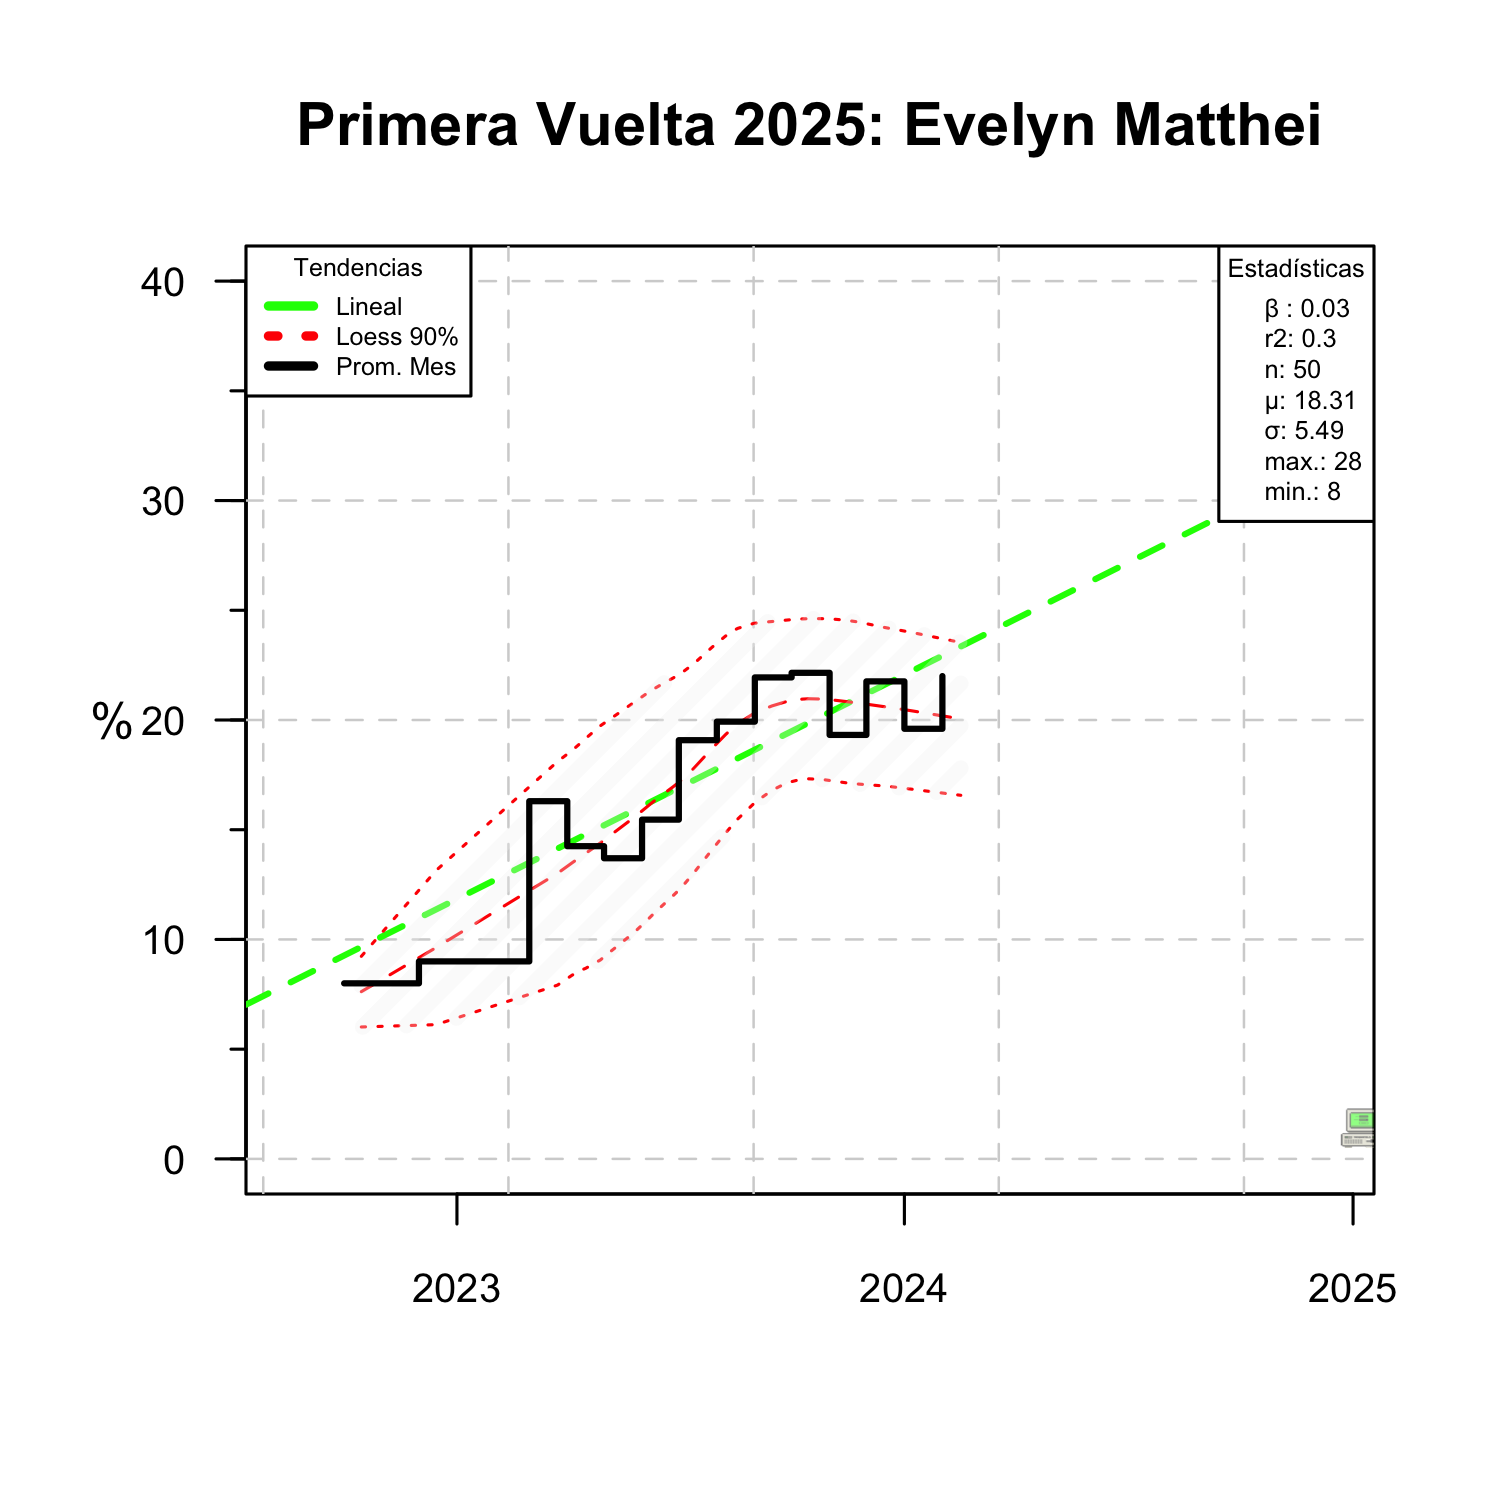 Primera Vuelta 2025: Evelyn Matthei
Tendencias
Lineal
Loess 90%
Prom. Mes
Estadísticas
β : 0.03
r2: 0.3
n: 50
μ: 18.31
σ: 5.49
max.: 28
min.: 8
%
40
30
20
10
0
2023
2024
2025